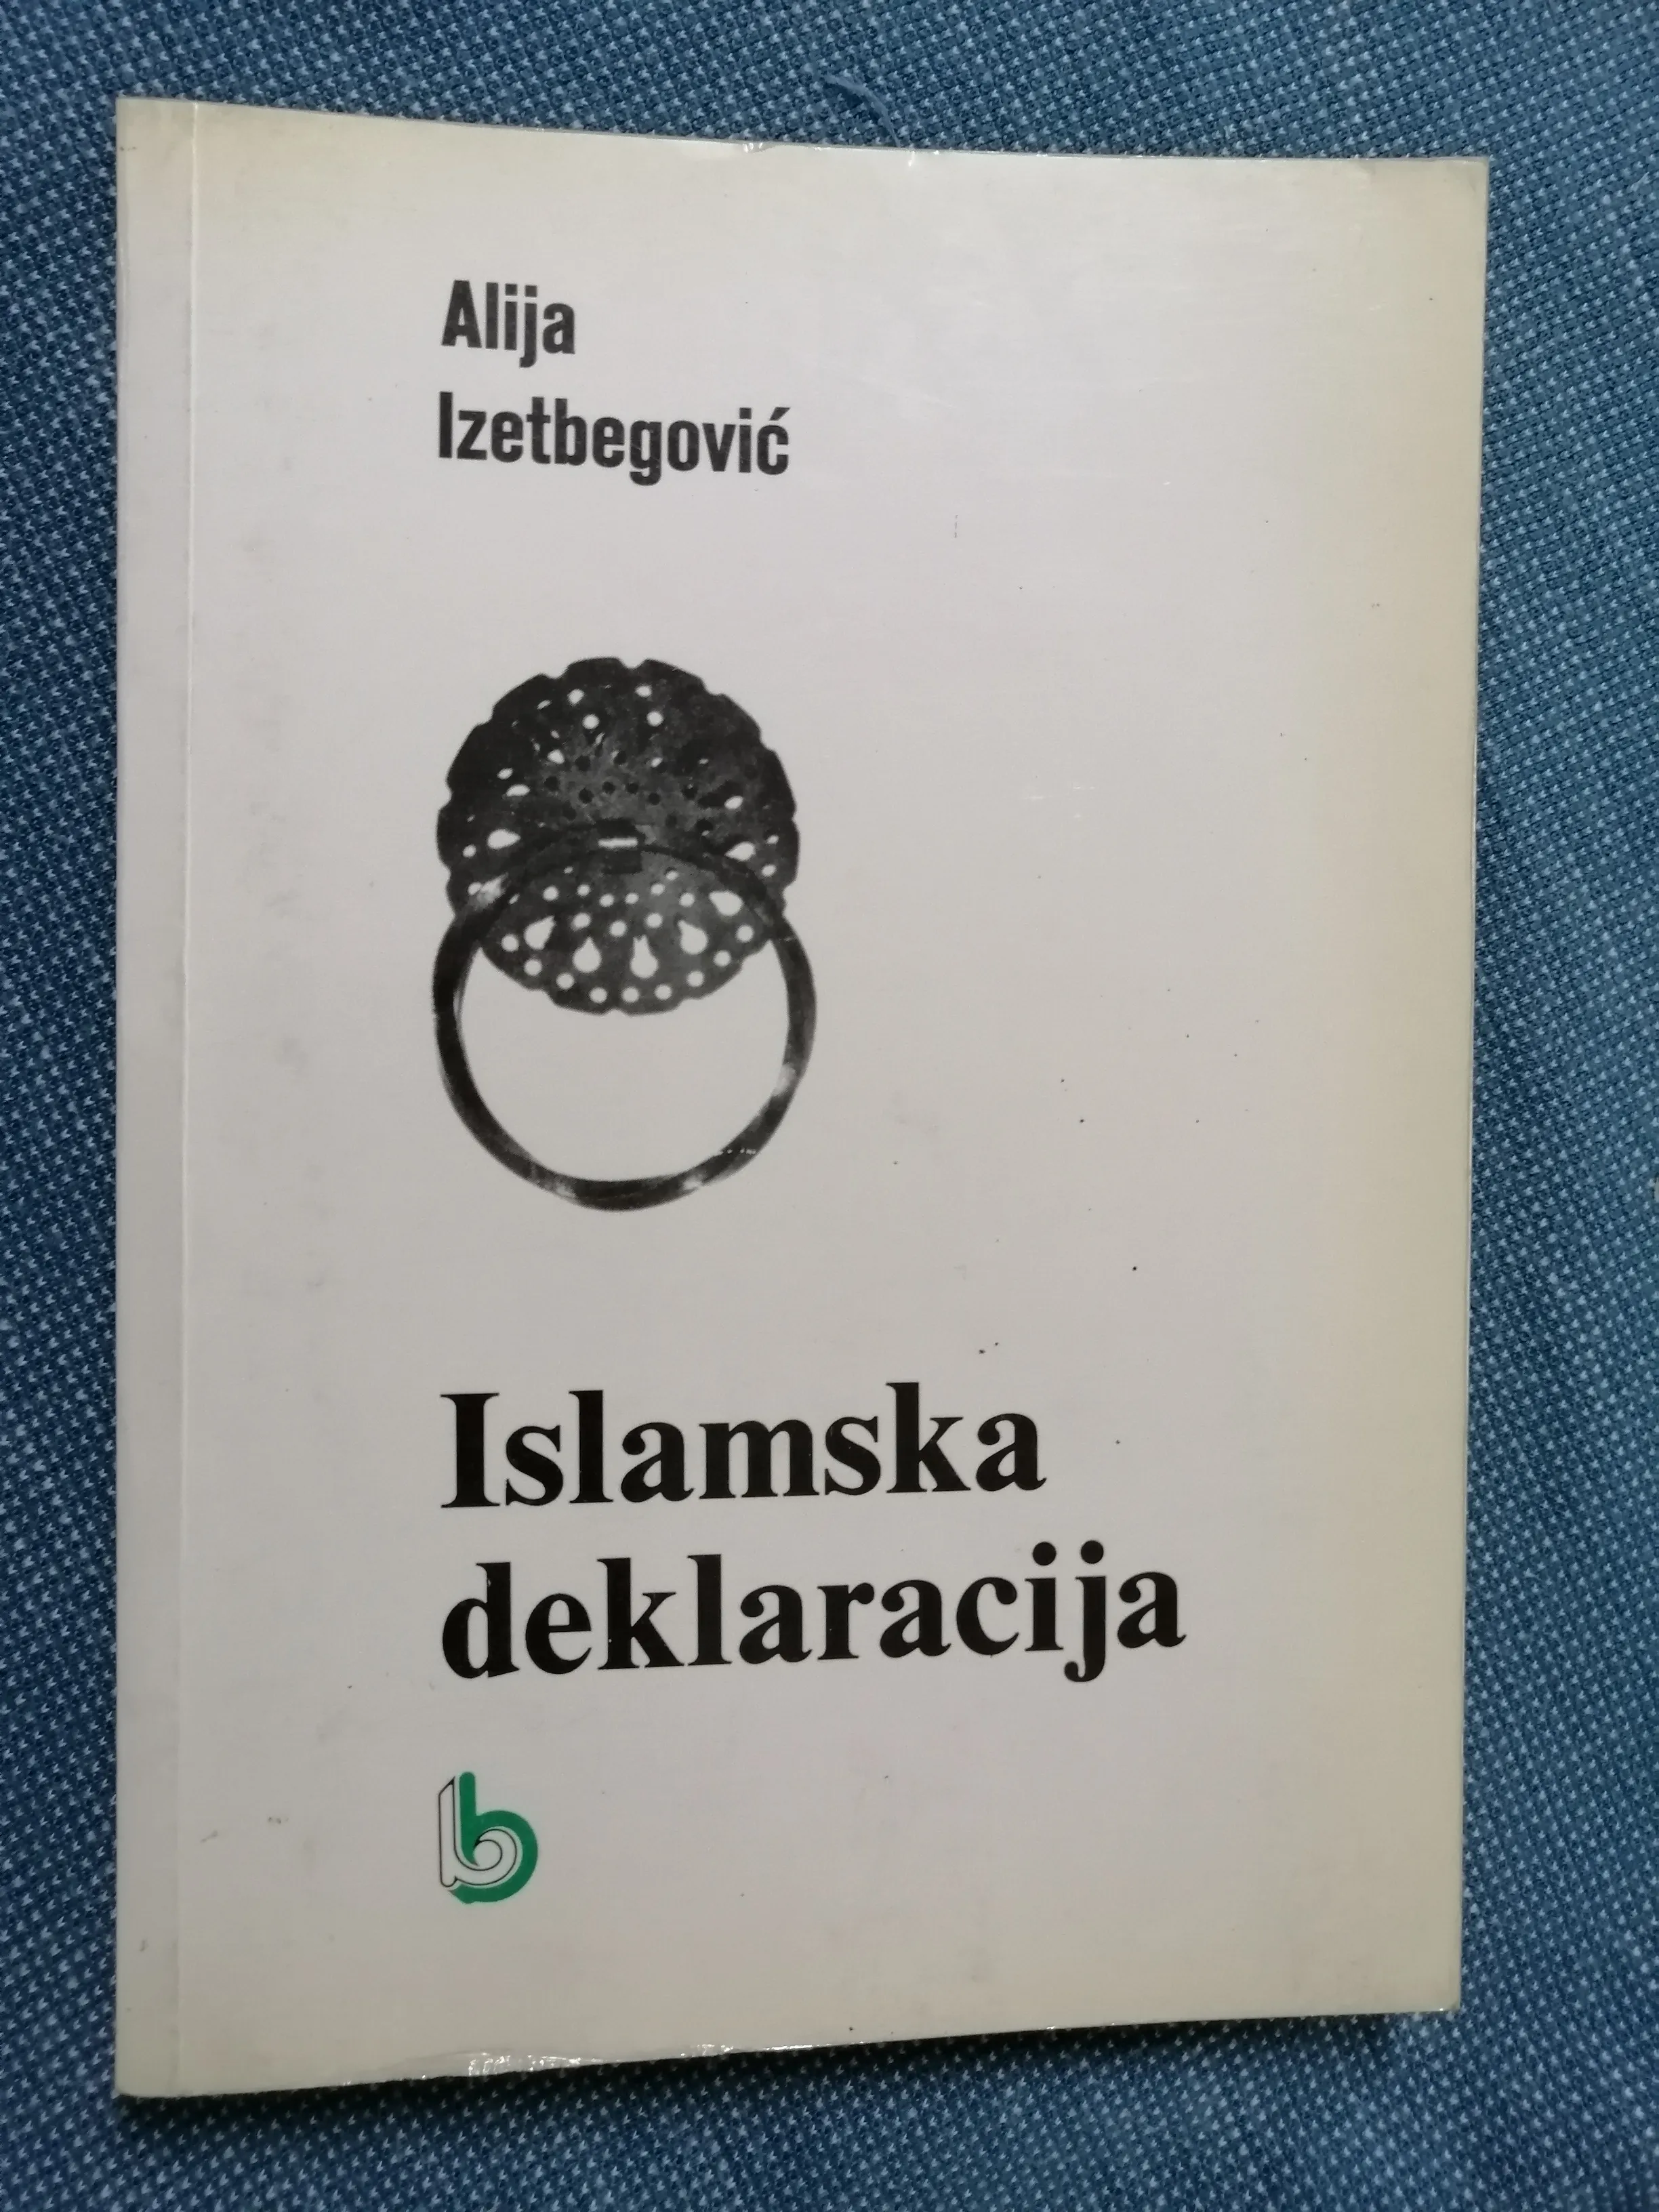 Alija
Izetbegović
Islamska
deklaracija
b